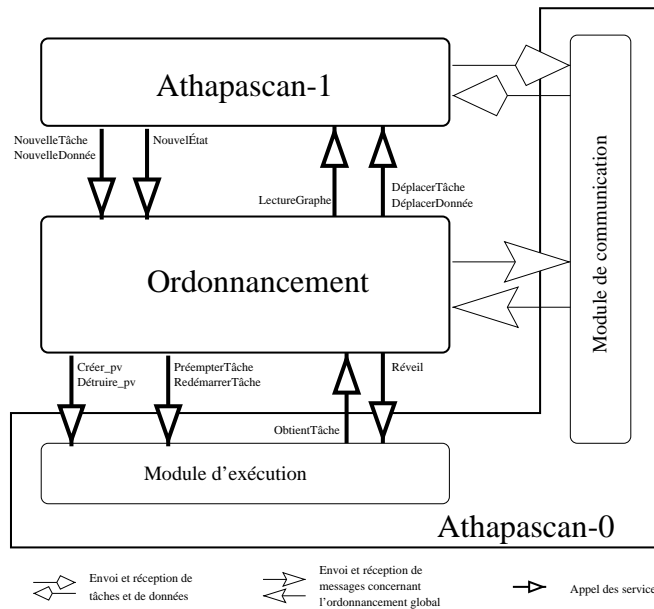 Athapascan-1
NouvelleTâche
NouvelleDonnée
NouvelÉtat
LectureGraphe
DéplacerTâche
DéplacerDonnée
Module de communication
Ordonnancement
Créer_pv
Détruire_pv
PréempterTâche
RedémarrerTâche
Réveil
ObtientTâche
Module d'exécution
Athapascan-0
Envoi et réception de
tâches et de données
Envoi et réception de
messages concernant
l'ordonnancement global
Appel des service